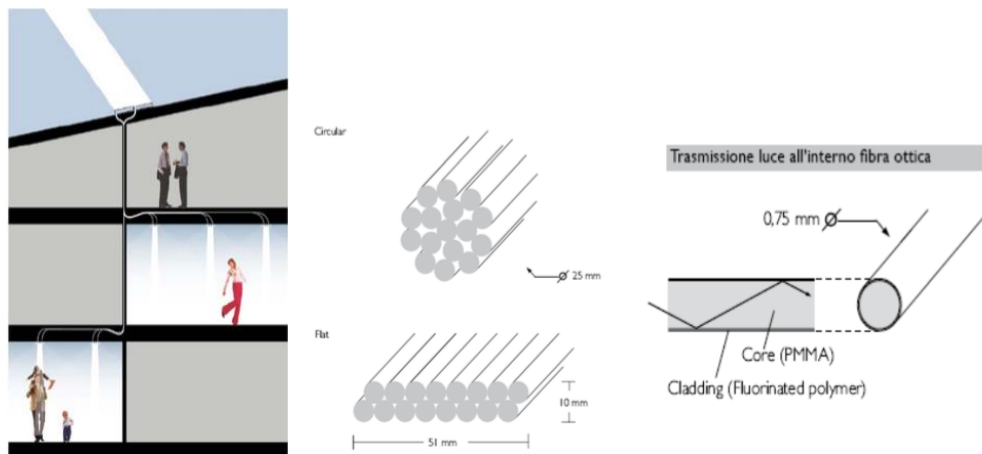 Circular
25 mm
Flat
10 mm
51 mm
Trasmissione luce all'interno fibra ottica
0,75 mm
Core (PMMA)
Cladding (Fluorinated polymer)